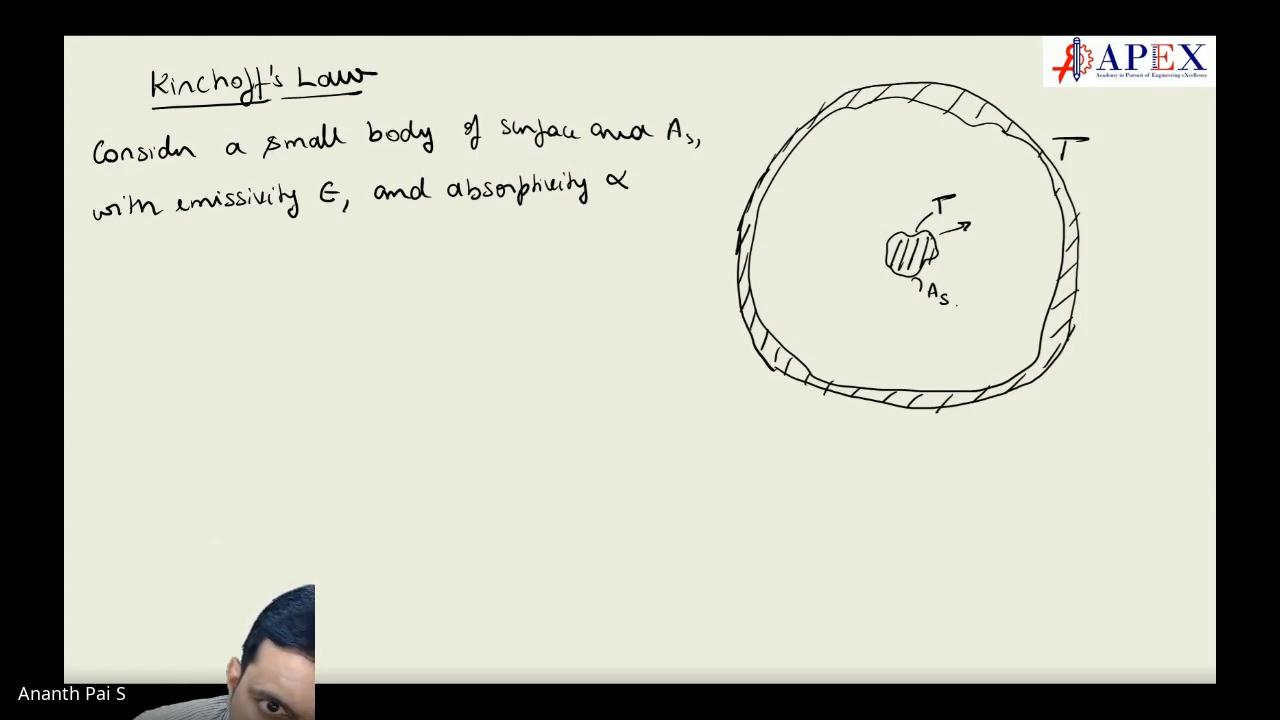 Kirchoff's Law
Consider a small body of surface area As,
with emissivity ∈, and absorptivity α
T
T
As.
APEX
Academy in Pursuit of Engineering eXcellence
Ananth Pai S